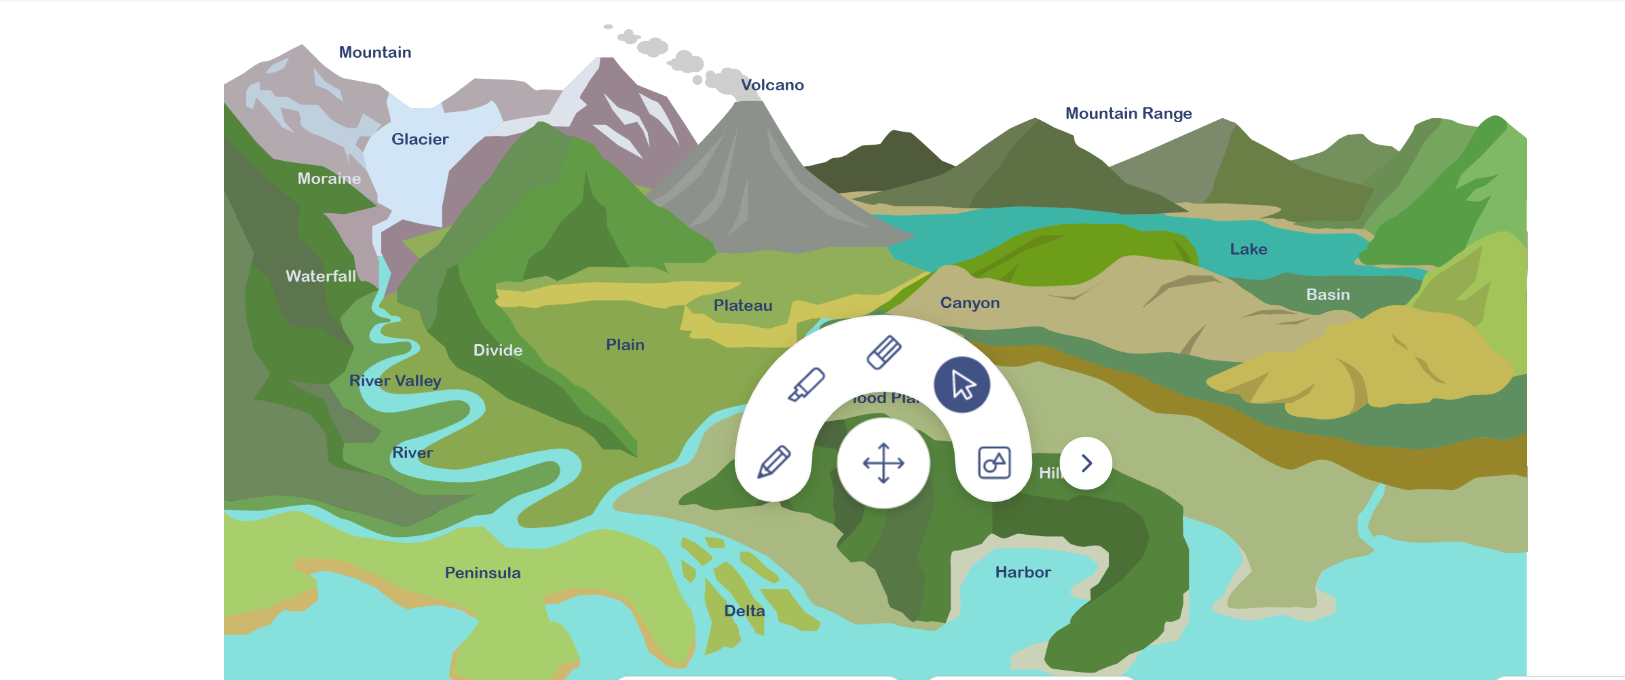 Mountain
Volcano
Mountain Range
Glacier
Moraine
Lake
Waterfall
Basin
Canyon
Plateau
Plain
Divide
River Valley
River
Harbor
Peninsula
Delta